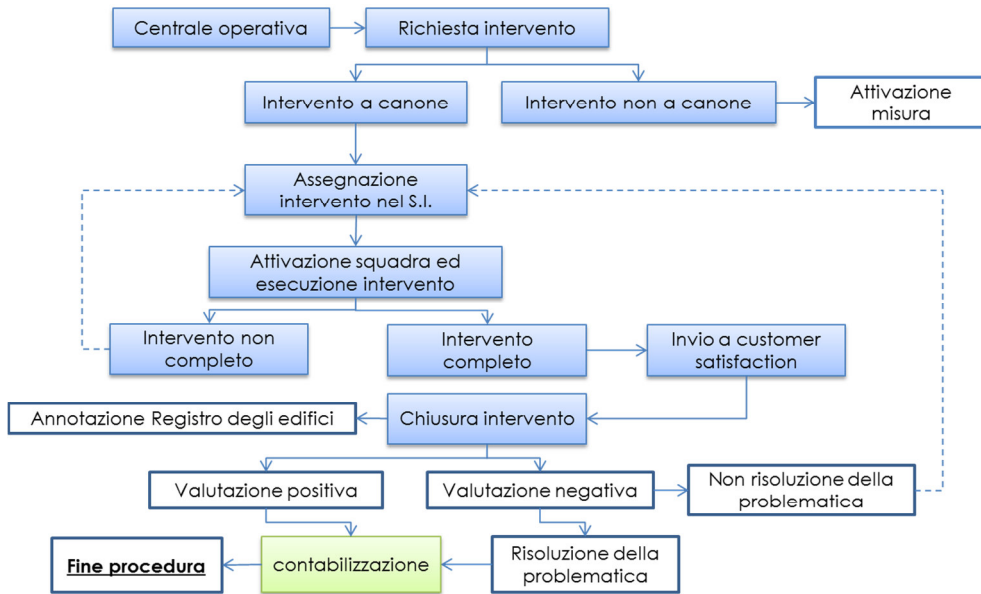 Centrale operativa
Richiesta intervento
Intervento a canone
Intervento non a canone
Attivazione
misura
Assegnazione
intervento nel S.I.
Attivazione squadra ed
esecuzione intervento
Intervento non
completo
Intervento
completo
Invio a customer
satisfaction
Annotazione Registro degli edifici
Chiusura intervento
Valutazione positiva
Valutazione negativa
Non risoluzione della
problematica
Fine procedura
contabilizzazione
Risoluzione della
problematica